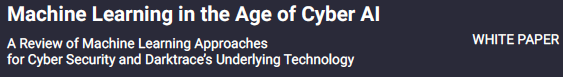 Machine Learning in the Age of Cyber AI
A Review of Machine Learning Approaches
for Cyber Security and Darktrace's Underlying Technology
WHITE PAPER